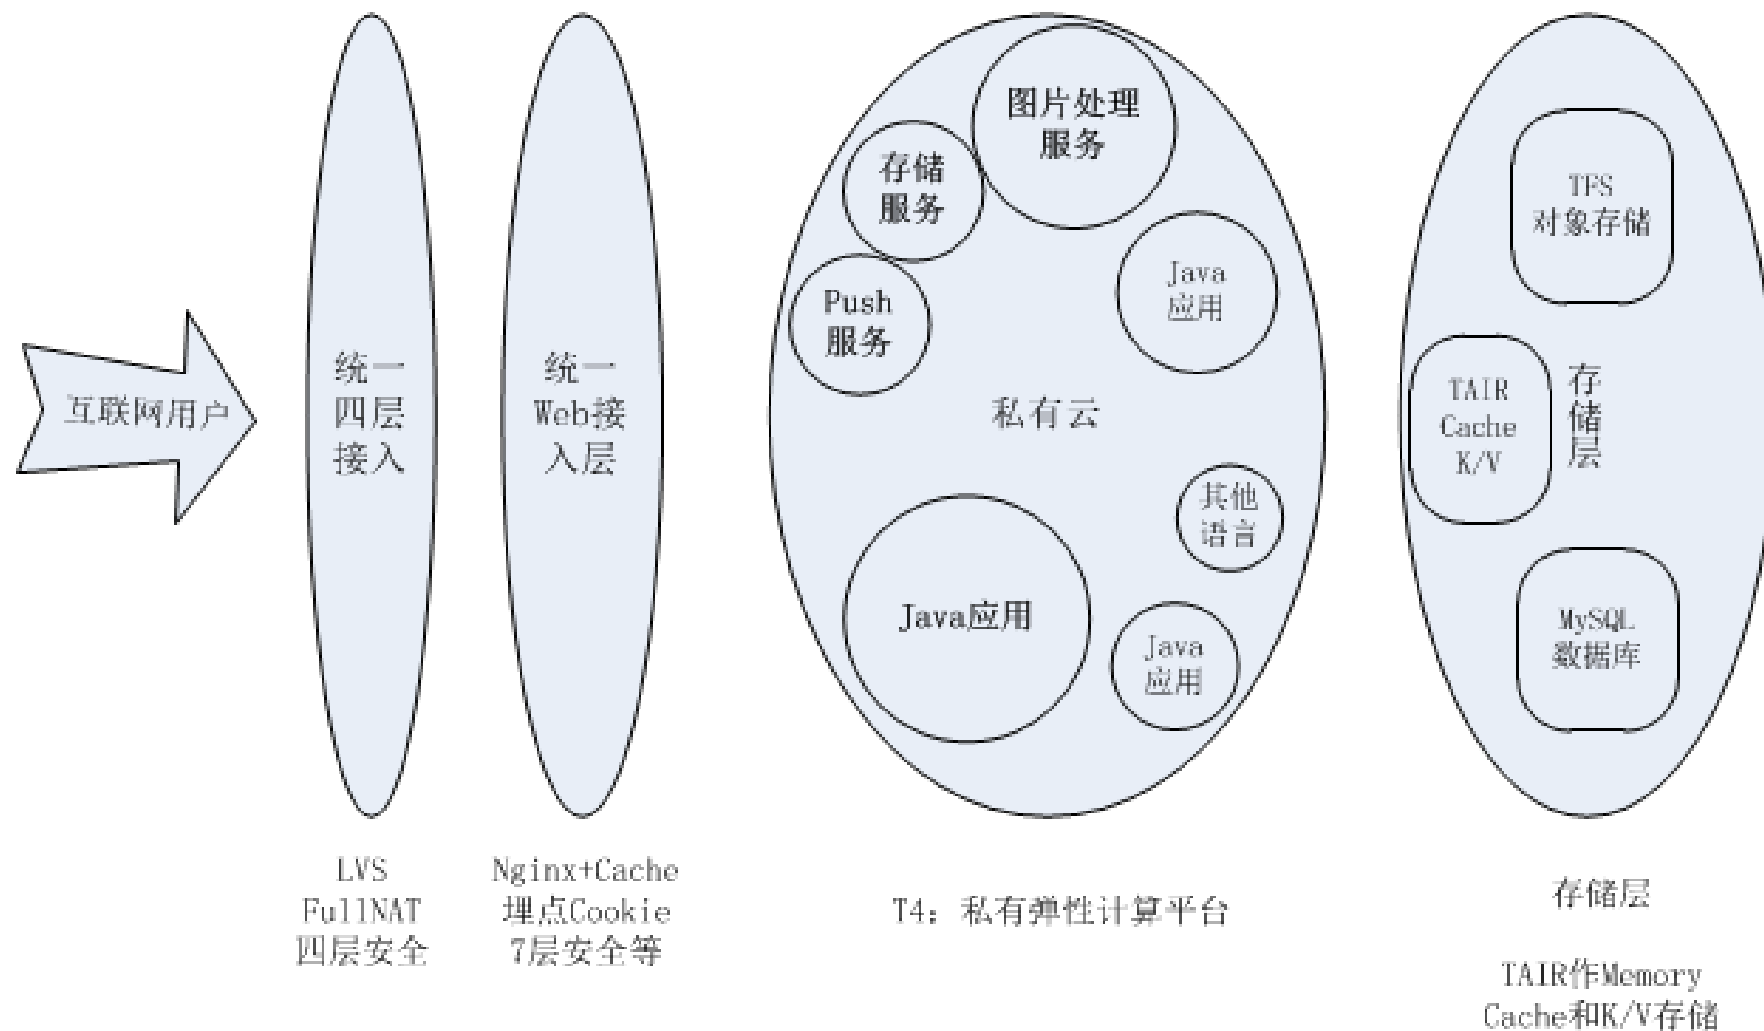 互联网用户
统一
四层
接入
LVS
FullNAT
四层安全
统一
Web接
入层
Nginx+Cache
埋点Cookie
7层安全等
图片处理
服务
存储
服务
Push
服务
Java
应用
私有云
其他
语言
Java应用
Java
应用
T4：私有弹性计算平台
TFS
对象存储
TAIR
Cache
K/V
存
储
层
MySQL
数据库
存储层
TAIR作Memory
Cache和K/V存储